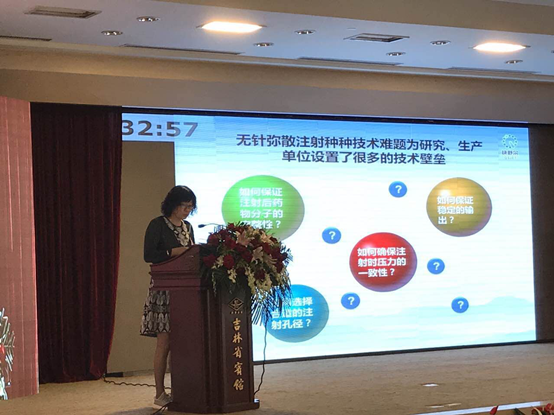 32:57
无针弥散注射种种技术难题为研究、生产
单位设置了很多的技术壁垒
如何保证
注射后药
物分子的
?
如何保证
稳定的输
出？
?
?
如何确保注
射时压力的
一致性？
?
选择
的注
射孔径？
?
?
吉林省宾馆